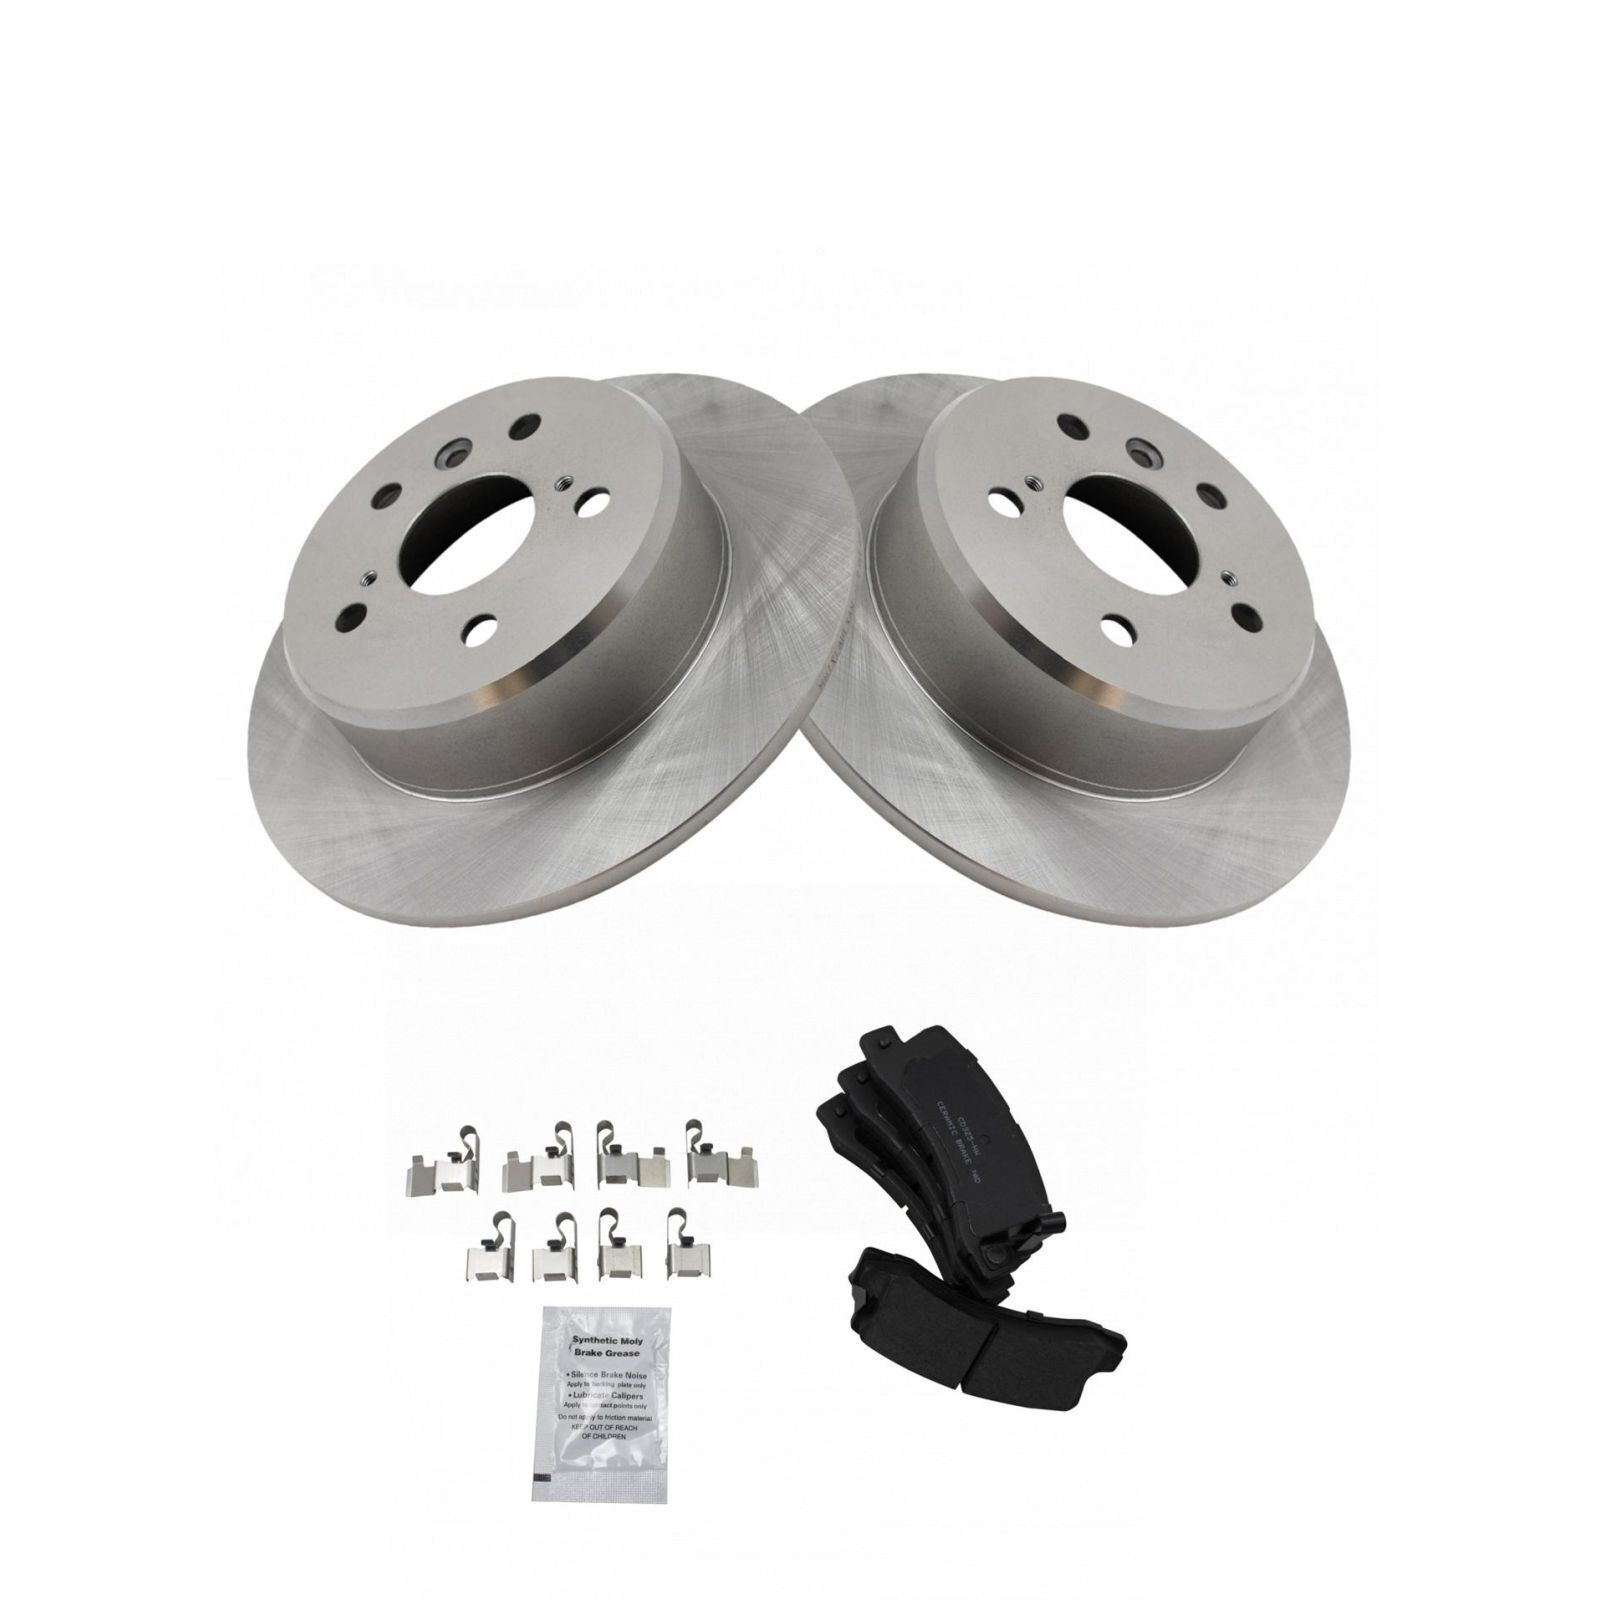 CD325-HW
CERAMIC BRAKE PAD
Synthetic Moly
Brake Grease
• Silence Brake Noise
Apply to backing plate only
• Lubricate Calipers
Apply to contact points only
Do not apply to friction material
KEEP OUT OF REACH
OF CHILDREN